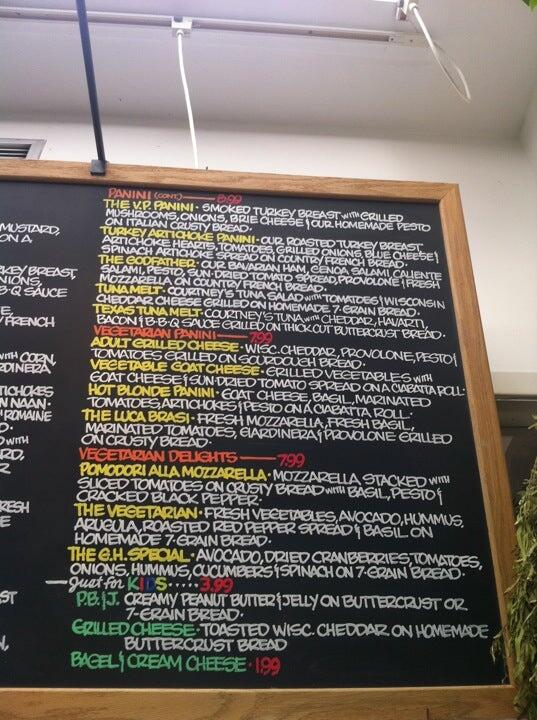 PANINI (CONT.) — 8.99
THE V.P. PANINI · SMOKED TURKEY BREAST WITH GRILLED
MUSHROOMS, ONIONS, BRIE CHEESE & OUR HOMEMADE PESTO
ON ITALIAN CRUSTY BREAD.
TURKEY ARTICHOKE PANINI · OUR ROASTED TURKEY BREAST,
ARTICHOKE HEARTS, TOMATOES, GRILLED ONIONS, BLUE CHEESE &
SPINACH ARTICHOKE SPREAD ON COUNTRY FRENCH BREAD.
THE GODFATHER · OUR BAVARIAN HAM, GENOA SALAMI, CALIENTE
SALAMI, PESTO, SUN-DRIED TOMATO SPREAD, PROVOLONE & FRESH
MOZZARELLA ON COUNTRY FRENCH BREAD.
TUNA MELT · COURTNEY'S TUNA SALAD WITH TOMATOES & WISCONSIN
CHEDDAR CHEESE GRILLED ON HOMEMADE 7-GRAIN BREAD.
TEXAS TUNA MELT · COURTNEY'S TUNA WITH CHEDDAR, HAVARTI,
BACON & B·B·Q SAUCE GRILLED ON THICK CUT BUTTERCRUST BREAD.
VEGETARIAN PANINI — 7.99
ADULT GRILLED CHEESE · WISC. CHEDDAR, PROVOLONE, PESTO &
TOMATOES GRILLED ON SOURDOUGH BREAD.
VEGETABLE GOAT CHEESE · GRILLED VEGETABLES WITH
GOAT CHEESE & SUN-DRIED TOMATO SPREAD ON A CIABATTA ROLL.
HOT BLONDE PANINI · GOAT CHEESE, BASIL, MARINATED
TOMATOES, ARTICHOKES & PESTO ON A CIABATTA ROLL.
THE LUCA BRASI · FRESH MOZZARELLA, FRESH BASIL,
MARINATED TOMATOES, GIARDINERA & PROVOLONE GRILLED
ON CRUSTY BREAD.
VEGETARIAN DELIGHTS — 7.99
POMODORI ALLA MOZZARELLA · MOZZARELLA, STACKED WITH
SLICED TOMATOES ON CRUSTY BREAD WITH BASIL, PESTO &
CRACKED BLACK PEPPER.
THE VEGETARIAN · FRESH VEGETABLES, AVOCADO, HUMMUS,
ARUGULA, ROASTED RED PEPPER SPREAD & BASIL ON
HOMEMADE 7-GRAIN BREAD.
THE G.H. SPECIAL · AVOCADO, DRIED CRANBERRIES, TOMATOES,
ONIONS, HUMMUS, CUCUMBERS & SPINACH ON 7-GRAIN BREAD.
— Just for KIDS ····· 3.99
P.B. & J. CREAMY PEANUT BUTTER & JELLY ON BUTTERCRUST OR
7-GRAIN BREAD.
GRILLED CHEESE · TOASTED WISC. CHEDDAR ON HOMEMADE
BUTTERCRUST BREAD
BAGEL & CREAM CHEESE · 1.99
MUSTARD,
ON A
BREAST,
B·Q SAUCE
FRENCH
WITH CORN,
NAAN.
ROMAINE
WITH